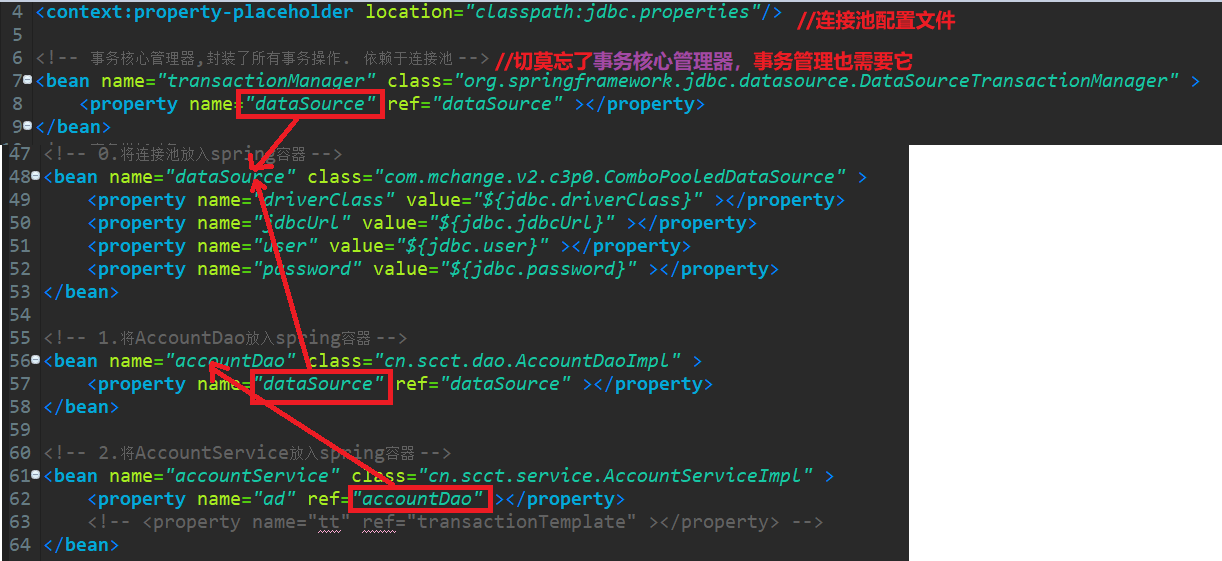 4 <context:property-placeholder location="classpath:jdbc.properties"/> //连接池配置文件
5
6 <!-- 事务核心管理器,封装了所有事务操作. 依赖于连接池 --> //切莫忘了事务核心管理器，事务管理也需要它
7 <bean name="transactionManager" class="org.springframework.jdbc.datasource.DataSourceTransactionManager" >
8 <property name="dataSource" ref="dataSource" ></property>
9 </bean>
47 <!-- 0.将连接池放入spring容器 -->
48 <bean name="dataSource" class="com.mchange.v2.c3p0.ComboPooledDataSource" >
49 <property name="driverClass" value="${jdbc.driverClass}" ></property>
50 <property name="jdbcUrl" value="${jdbc.jdbcUrl}" ></property>
51 <property name="user" value="${jdbc.user}" ></property>
52 <property name="password" value="${jdbc.password}" ></property>
53 </bean>
54
55 <!-- 1.将AccountDao放入spring容器 -->
56 <bean name="accountDao" class="cn.scct.dao.AccountDaoImpl" >
57 <property name="dataSource" ref="dataSource" ></property>
58 </bean>
59
60 <!-- 2.将AccountService放入spring容器 -->
61 <bean name="accountService" class="cn.scct.service.AccountServiceImpl" >
62 <property name="ad" ref="accountDao" ></property>
63 <!-- <property name="tt" ref="transactionTemplate" ></property> -->
64 </bean>